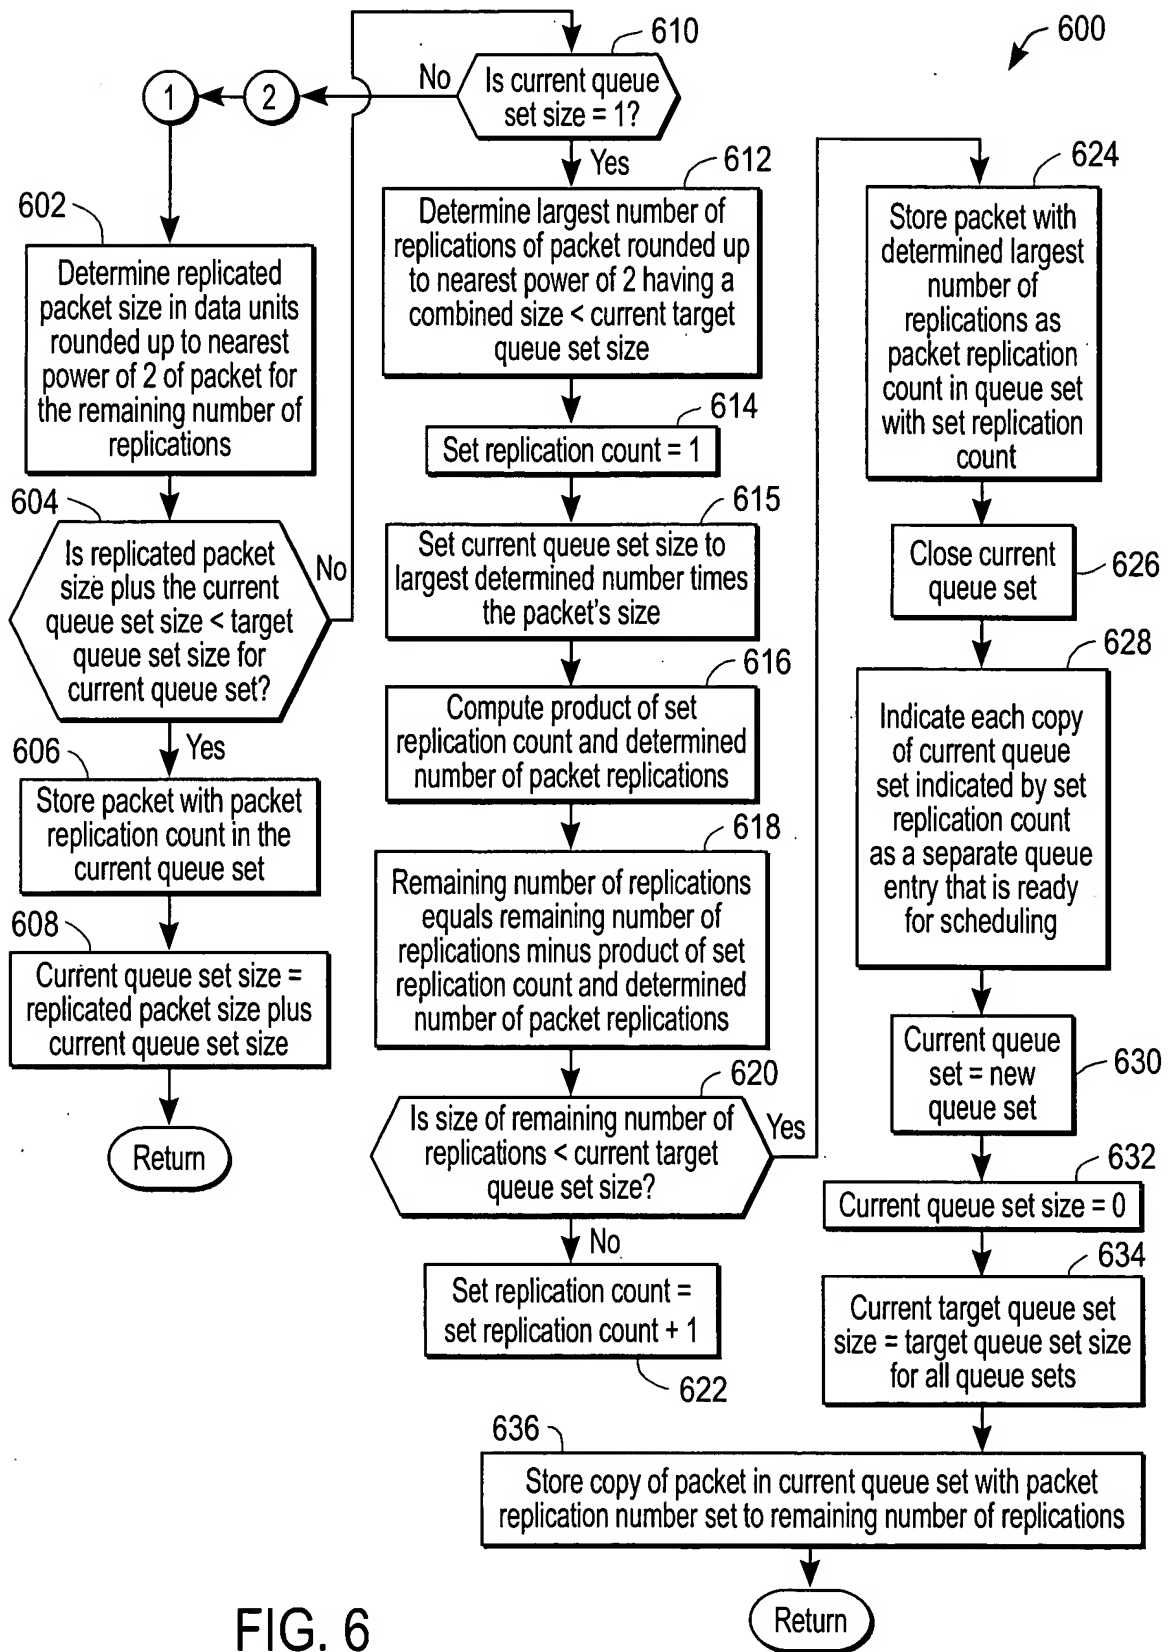 600
610
Is current queue
set size = 1?
No
2
1
Yes
602
Determine replicated
packet size in data units
rounded up to nearest
power of 2 of packet for
the remaining number of
replications
604
Is replicated packet
size plus the current
queue set size < target
queue set size for
current queue set?
No
Yes
606
Store packet with packet
replication count in the
current queue set
608
Current queue set size =
replicated packet size plus
current queue set size
Return
612
Determine largest number of
replications of packet rounded up
to nearest power of 2 having a
combined size < current target
queue set size
614
Set replication count = 1
615
Set current queue set size to
largest determined number times
the packet's size
616
Compute product of set
replication count and determined
number of packet replications
618
Remaining number of replications
equals remaining number of
replications minus product of set
replication count and determined
number of packet replications
620
Is size of remaining number of
replications < current target
queue set size?
Yes
No
Set replication count =
set replication count + 1
622
624
Store packet with
determined largest
number of
replications as
packet replication
count in queue set
with set replication
count
Close current
queue set
626
628
Indicate each copy
of current queue
set indicated by set
replication count
as a separate queue
entry that is ready
for scheduling
Current queue
set = new
queue set
630
632
Current queue set size = 0
634
Current target queue set
size = target queue set size
for all queue sets
636
Store copy of packet in current queue set with packet
replication number set to remaining number of replications
Return
FIG. 6